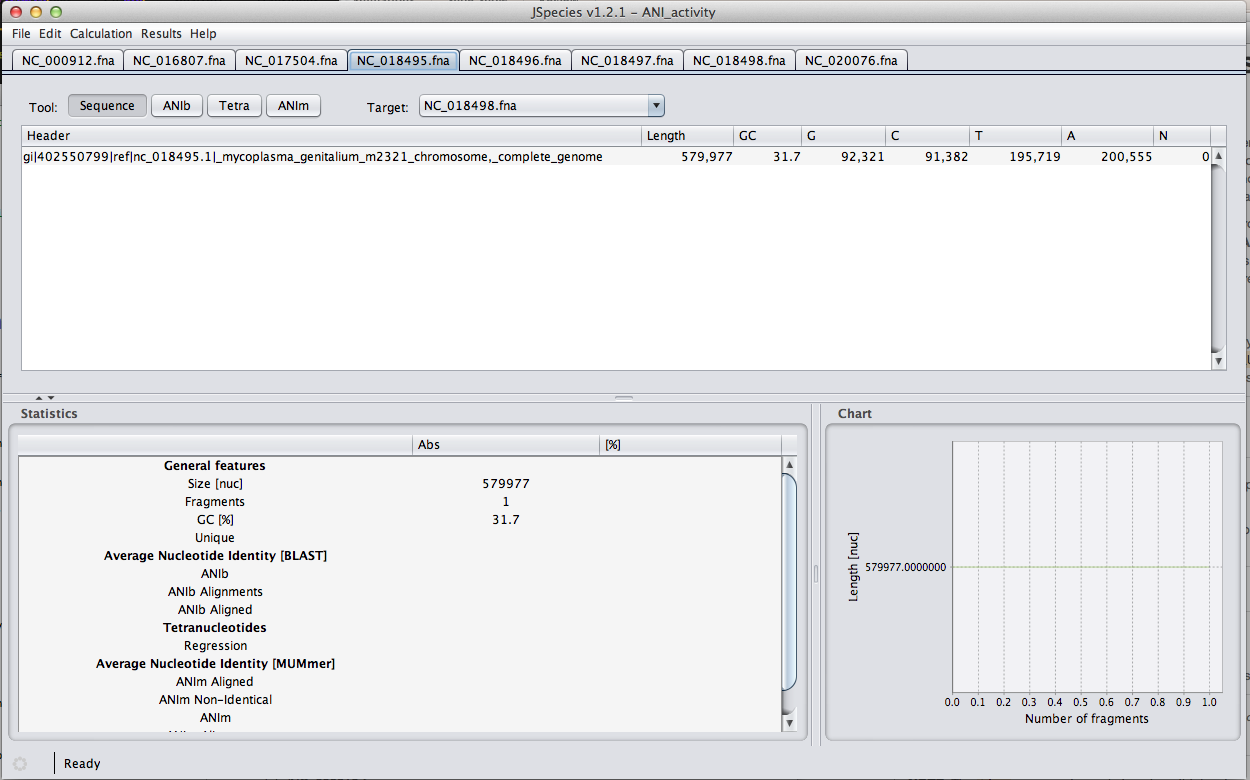 JSpecies v1.2.1 – ANI_activity
File Edit Calculation Results Help
NC_000912.fna NC_016807.fna NC_017504.fna NC_018495.fna NC_018496.fna NC_018497.fna NC_018498.fna NC_020076.fna
Tool: Sequence ANIb Tetra ANIm Target: NC_018498.fna
Header Length GC G C T A N
gi|402550799|ref|nc_018495.1|_mycoplasma_genitalium_m2321_chromosome,_complete_genome 579,977 31.7 92,321 91,382 195,719 200,555 0
Statistics
Abs [%]
General features
Size [nuc] 579977
Fragments 1
GC [%] 31.7
Unique
Average Nucleotide Identity [BLAST]
ANIb
ANIb Alignments
ANIb Aligned
Tetranucleotides
Regression
Average Nucleotide Identity [MUMmer]
ANIm Aligned
ANIm Non-Identical
ANIm
Chart
Length [nuc]
579977.0000000
0.0 0.1 0.2 0.3 0.4 0.5 0.6 0.7 0.8 0.9 1.0
Number of fragments
Ready